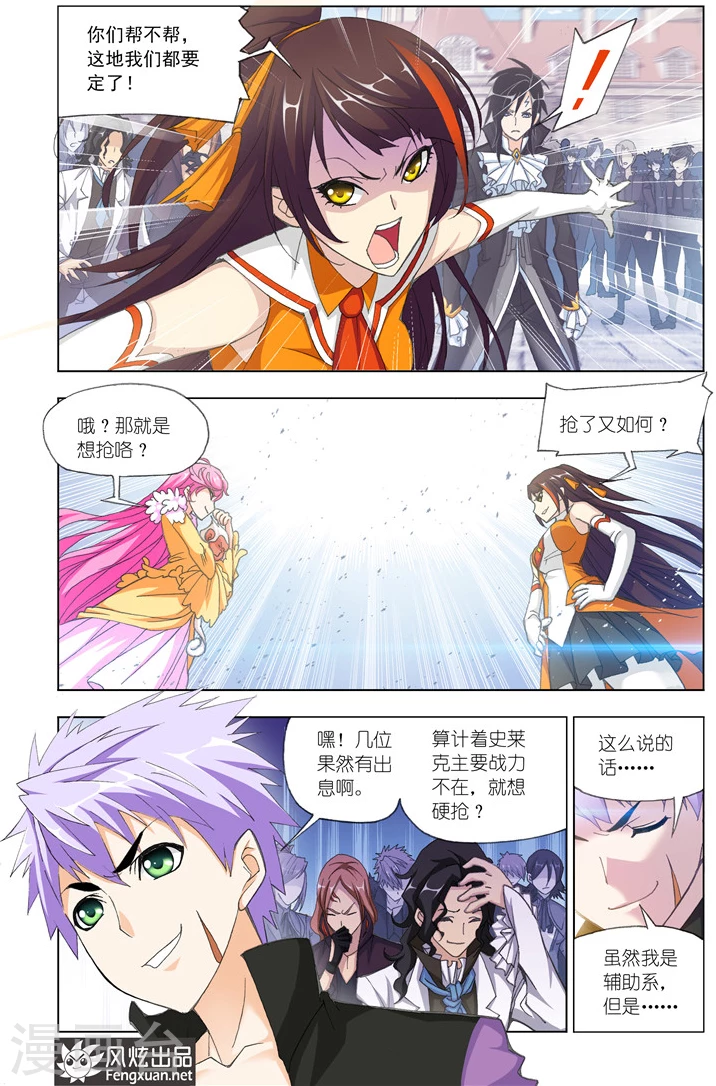 你们帮不帮，
这地我们都要
定了！
！
哦？那就是
想抢咯？
抢了又如何？
嘿！几位
果然有出
息啊。
算计着史莱
克主要战力
不在，就想
硬抢？
这么说的
话……
虽然我是
辅助系，
但是……
漫画台
风炫出品
Fengxuan.net